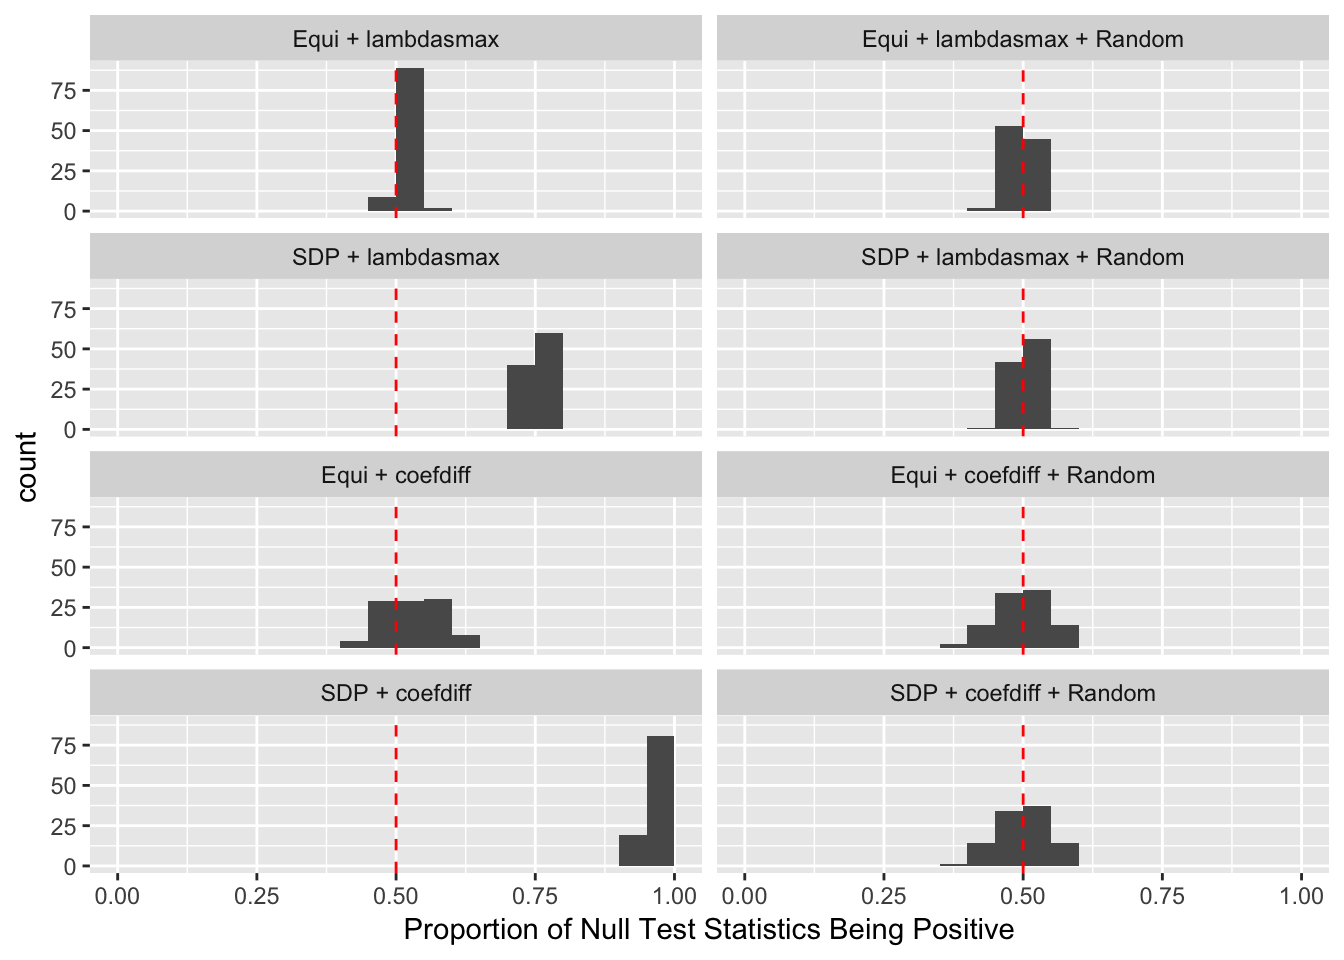 Equi + lambdasmax
Equi + lambdasmax + Random
75
50
25
0
SDP + lambdasmax
SDP + lambdasmax + Random
75
50
25
0
Equi + coefdiff
Equi + coefdiff + Random
75
50
25
0
SDP + coefdiff
SDP + coefdiff + Random
75
50
25
0
count
0.00 0.25 0.50 0.75 1.00 0.00 0.25 0.50 0.75 1.00
Proportion of Null Test Statistics Being Positive